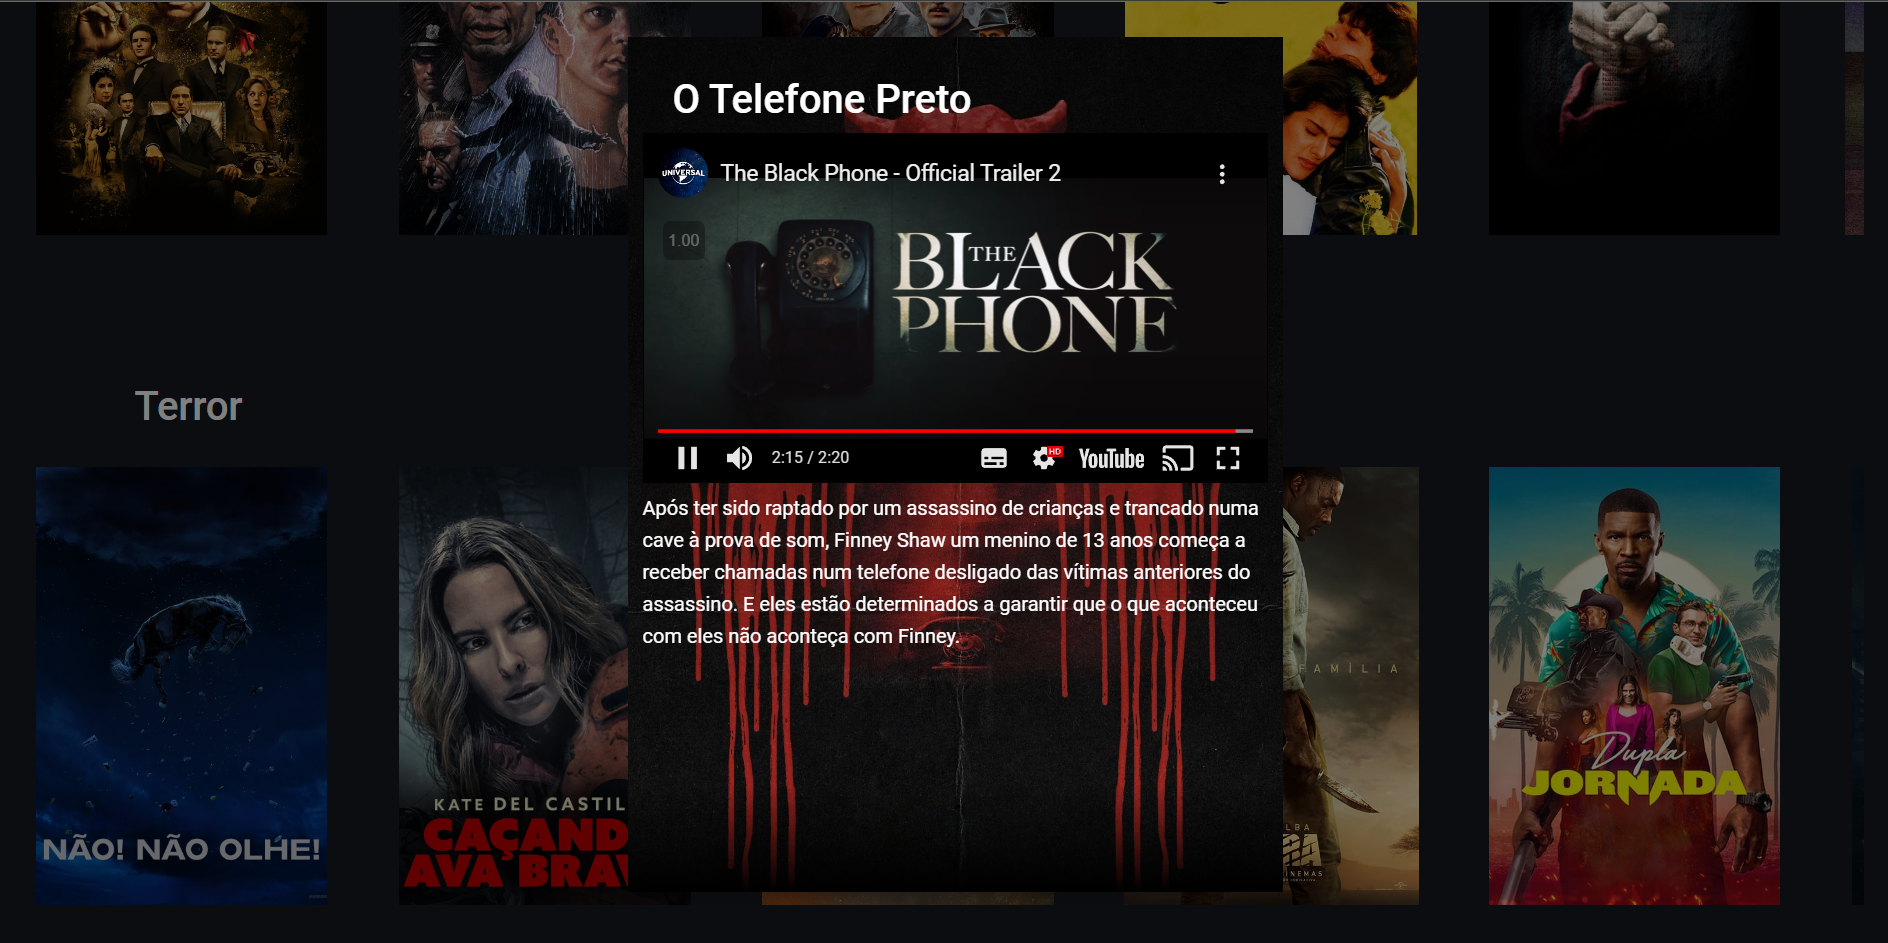 O Telefone Preto
UNIVERSAL
The Black Phone - Official Trailer 2
1.00
THE
BLACK
PHONE
2:15 / 2:20
HD
YouTube
Após ter sido raptado por um assassino de crianças e trancado numa
cave à prova de som, Finney Shaw um menino de 13 anos começa a
receber chamadas num telefone desligado das vítimas anteriores do
assassino. E eles estão determinados a garantir que o que aconteceu
com eles não aconteça com Finney.
Terror
NÃO! NÃO OLHE!
KATE DEL CASTIL
CAÇAND
AVA BRAV
FAMÍLIA
LBA
RA
INEMAS
Dupla
JORNADA